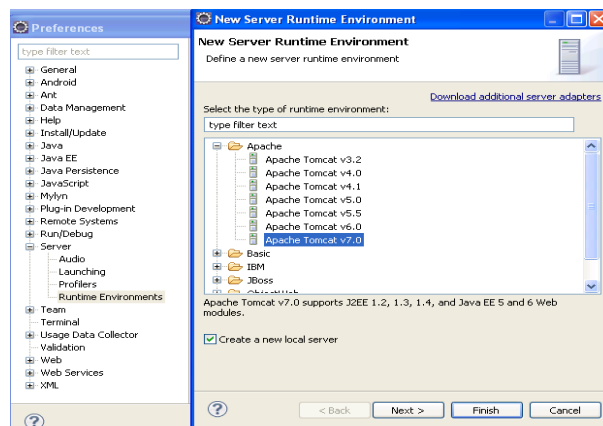 Preferences
type filter text
General
Android
Ant
Data Management
Help
Install/Update
Java
Java EE
Java Persistence
JavaScript
Mylyn
Plug-in Development
Remote Systems
Run/Debug
Server
Audio
Launching
Profilers
Runtime Environments
Team
Terminal
Usage Data Collector
Validation
Web
Web Services
XML
New Server Runtime Environment
New Server Runtime Environment
Define a new server runtime environment
Download additional server adapters
Select the type of runtime environment:
type filter text
Apache
Apache Tomcat v3.2
Apache Tomcat v4.0
Apache Tomcat v4.1
Apache Tomcat v5.0
Apache Tomcat v5.5
Apache Tomcat v6.0
Apache Tomcat v7.0
Basic
IBM
JBoss
ObjectWeb
Apache Tomcat v7.0 supports J2EE 1.2, 1.3, 1.4, and Java EE 5 and 6 Web
modules.
Create a new local server
< Back
Next >
Finish
Cancel